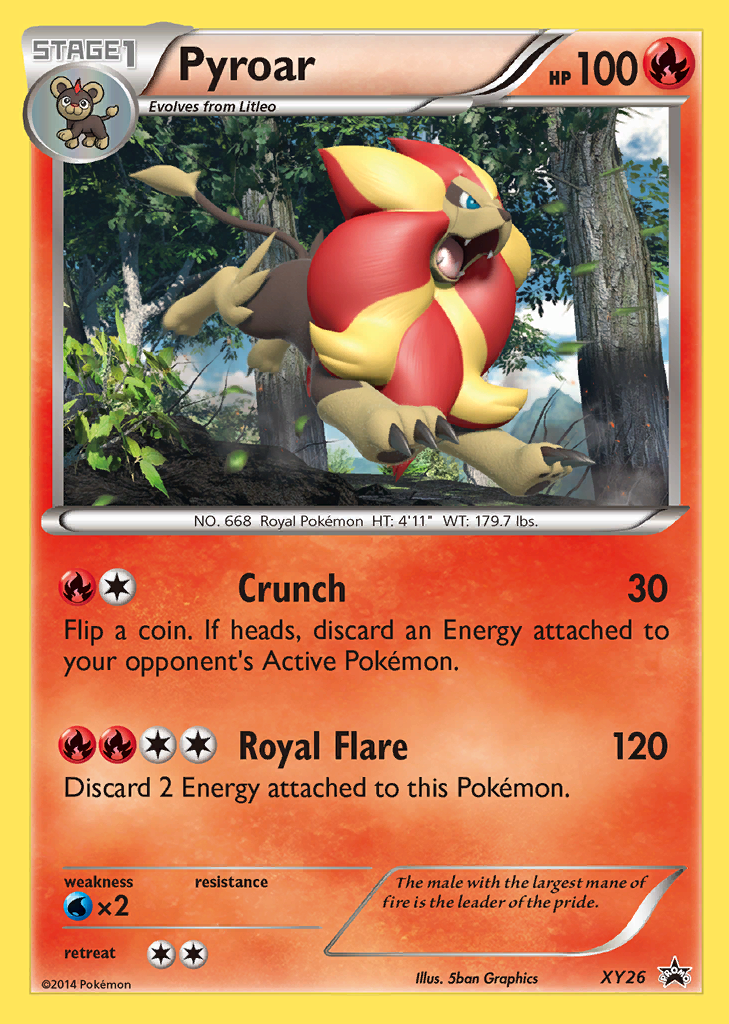 STAGE1
Pyroar
HP 100
Evolves from Litleo
NO. 668 Royal Pokémon HT: 4'11" WT: 179.7 lbs.
Crunch 30
Flip a coin. If heads, discard an Energy attached to
your opponent's Active Pokémon.
Royal Flare 120
Discard 2 Energy attached to this Pokémon.
weakness resistance
×2
The male with the largest mane of
fire is the leader of the pride.
retreat
©2014 Pokémon
Illus. 5ban Graphics
XY26
PROMO